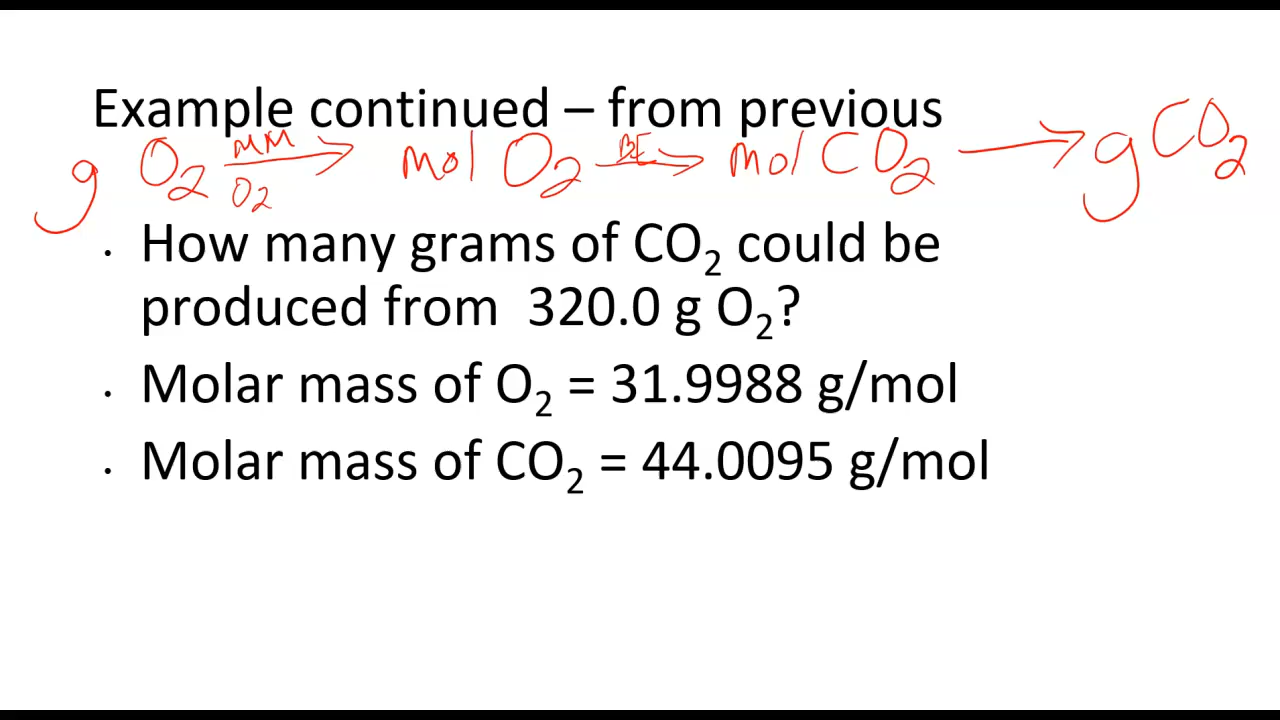 Example continued – from previous
g O₂ MM O₂ → mol O₂ BE → mol CO₂ → g CO₂
• How many grams of CO₂ could be
produced from 320.0 g O₂?
• Molar mass of O₂ = 31.9988 g/mol
• Molar mass of CO₂ = 44.0095 g/mol